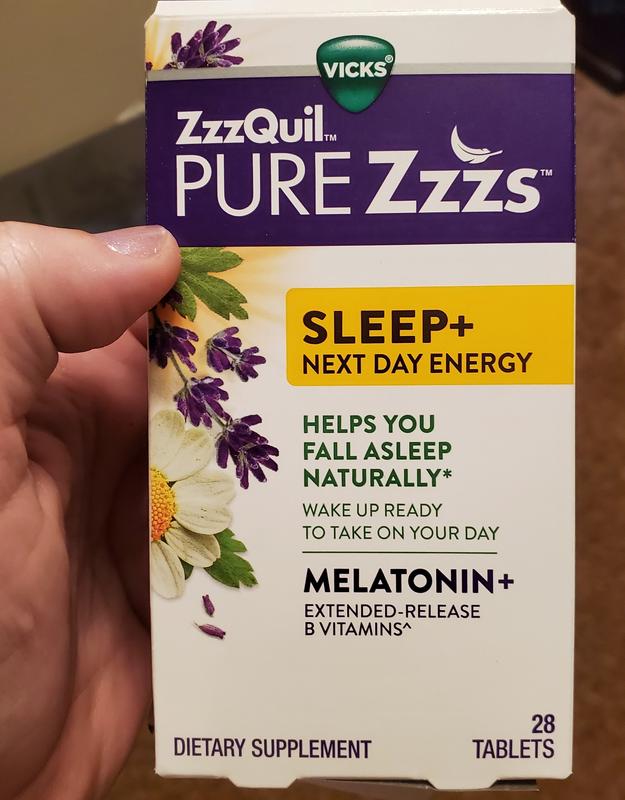 VICKS®
ZzzQuil™
PURE Zzzs™
SLEEP+
NEXT DAY ENERGY
HELPS YOU
FALL ASLEEP
NATURALLY*
WAKE UP READY
TO TAKE ON YOUR DAY
MELATONIN+
EXTENDED-RELEASE
B VITAMINS^
28
DIETARY SUPPLEMENT TABLETS